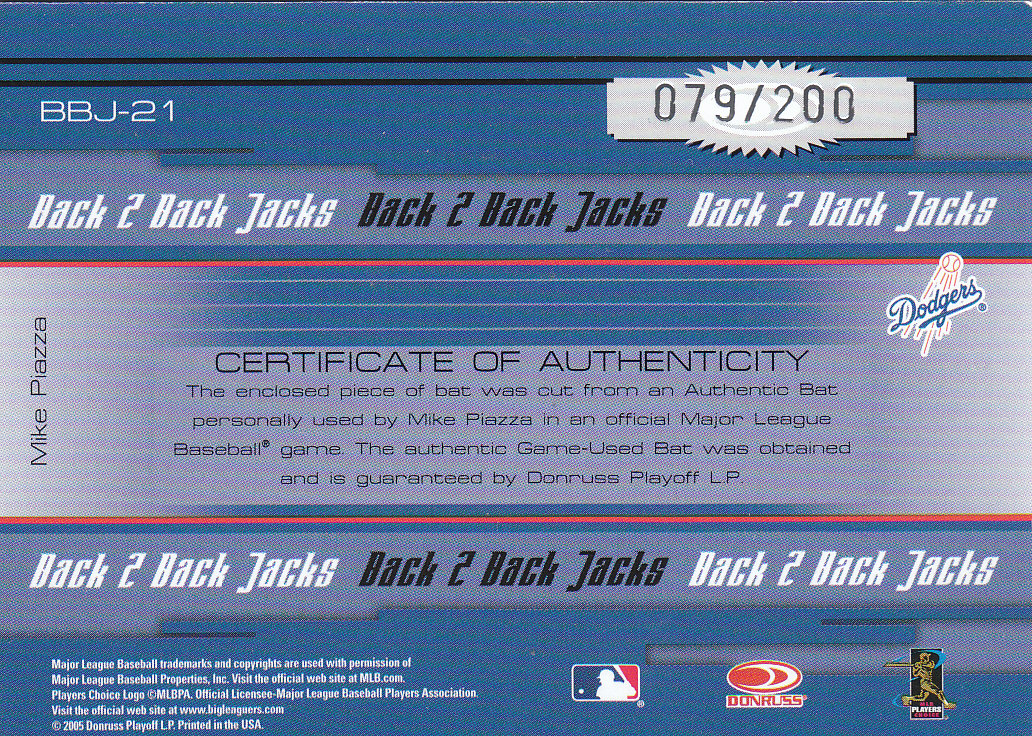 BBJ-21
079/200
Back 2 Back Jacks Back 2 Back Jacks Back 2 Back Jacks
Dodgers®
Mike Piazza
CERTIFICATE OF AUTHENTICITY
The enclosed piece of bat was cut from an Authentic Bat
personally used by Mike Piazza in an official Major League
Baseball® game. The authentic Game-Used Bat was obtained
and is guaranteed by Donruss Playoff L.P.
Back 2 Back Jacks Back 2 Back Jacks Back 2 Back Jacks
Major League Baseball trademarks and copyrights are used with permission of
Major League Baseball Properties, Inc. Visit the official web site at MLB.com.
Players Choice Logo ©MLBPA. Official Licensee-Major League Baseball Players Association.
Visit the official web site at www.bigleaguers.com
© 2005 Donruss Playoff L.P. Printed in the USA.
®
DONRUSS
MLB
PLAYERS
CHOICE